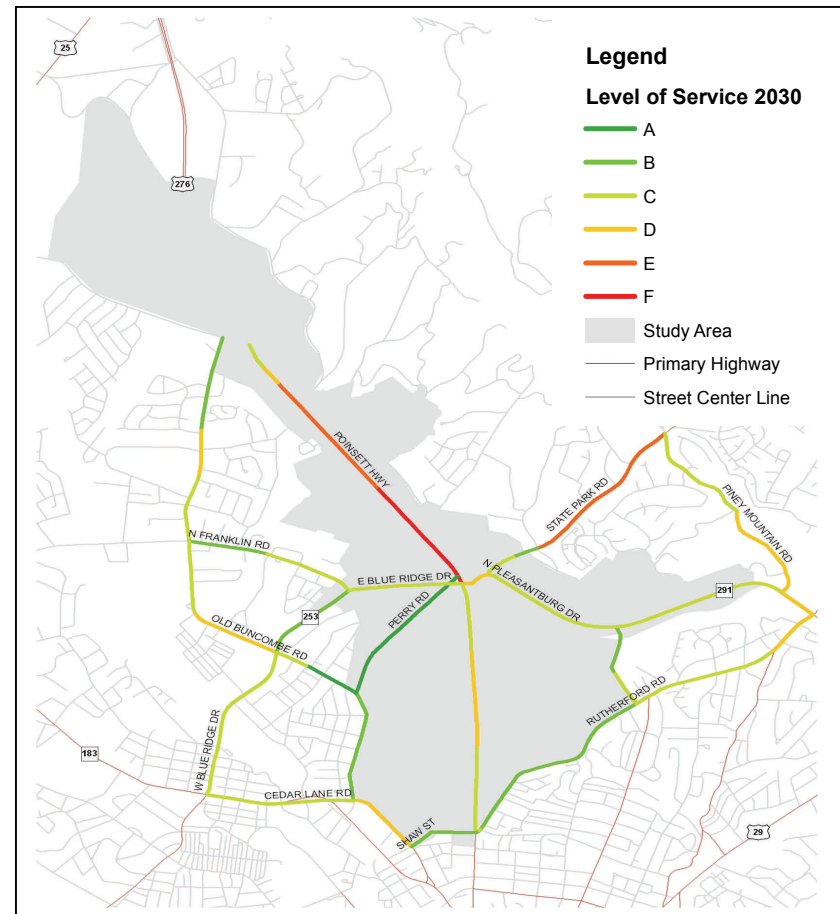 25
276
Legend
Level of Service 2030
A
B
C
D
E
F
Study Area
Primary Highway
Street Center Line
POINSETT HWY
STATE PARK RD
PINEY MOUNTAIN RD
N FRANKLIN RD
E BLUE RIDGE DR
N PLEASANTBURG DR
291
PERRY RD
253
OLD BUNCOMBE RD
RUTHERFORD RD
W BLUE RIDGE DR
183
CEDAR LANE RD
SHAW ST
29